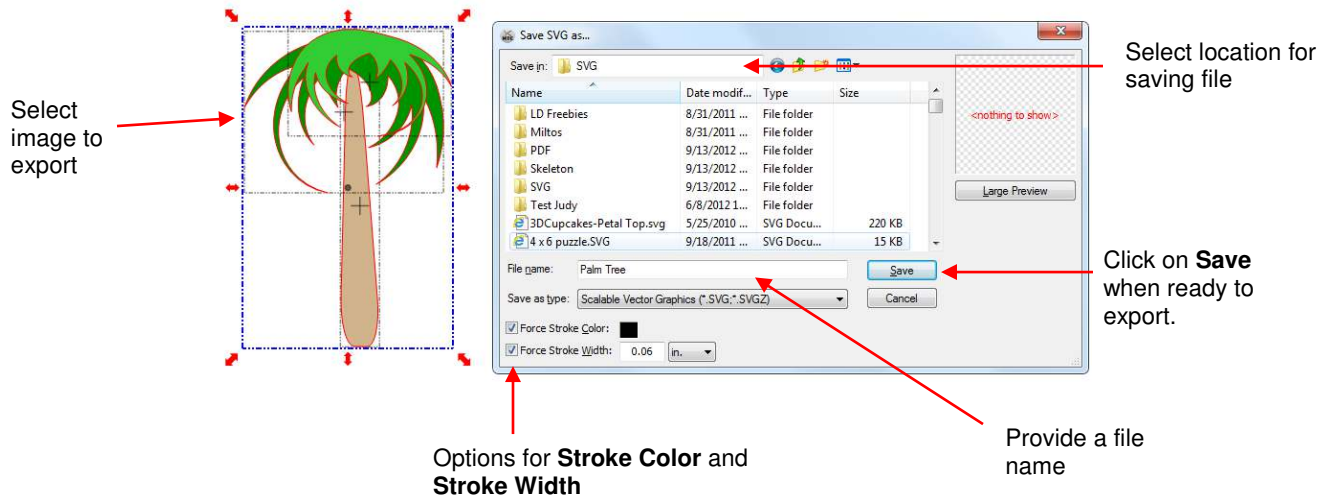 Select
image to
export
Save SVG as...
Save in: SVG
Name Date modif... Type Size
LD Freebies 8/31/2011 ... File folder
Miltos 8/31/2011 ... File folder
PDF 9/13/2012 ... File folder
Skeleton 9/13/2012 ... File folder
SVG 9/13/2012 ... File folder
Test Judy 6/8/2012 1... File folder
3DCupcakes-Petal Top.svg 5/25/2010 ... SVG Docu... 220 KB
4 x 6 puzzle.SVG 9/18/2011 ... SVG Docu... 15 KB
<nothing to show>
Large Preview
File name: Palm Tree
Save
Save as type: Scalable Vector Graphics (*.SVG;*.SVGZ)
Cancel
Force Stroke Color:
Force Stroke Width: 0.06 in.
Select location for
saving file
Click on Save
when ready to
export.
Provide a file
name
Options for Stroke Color and
Stroke Width